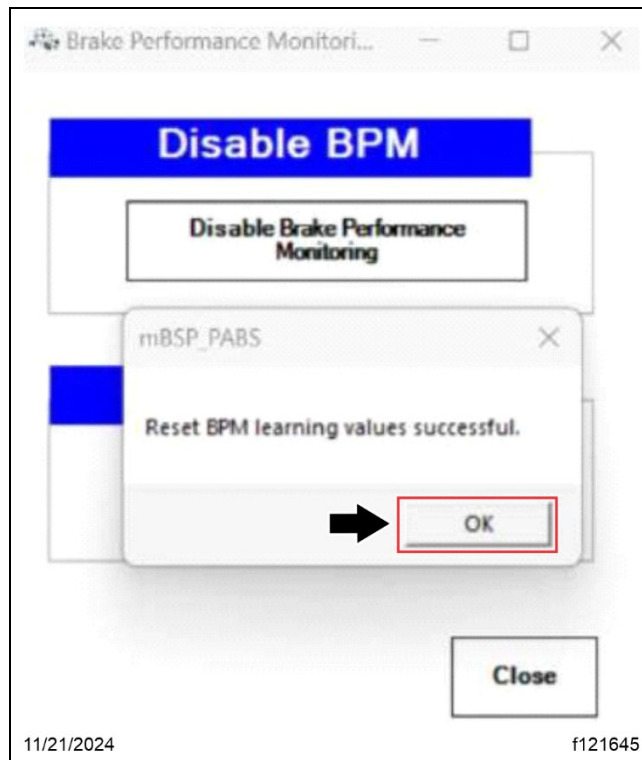 Brake Performance Monitori...
Disable BPM
Disable Brake Performance
Monitoring
mBSP_PABS
Reset BPM learning values successful.
OK
Close
11/21/2024
f121645